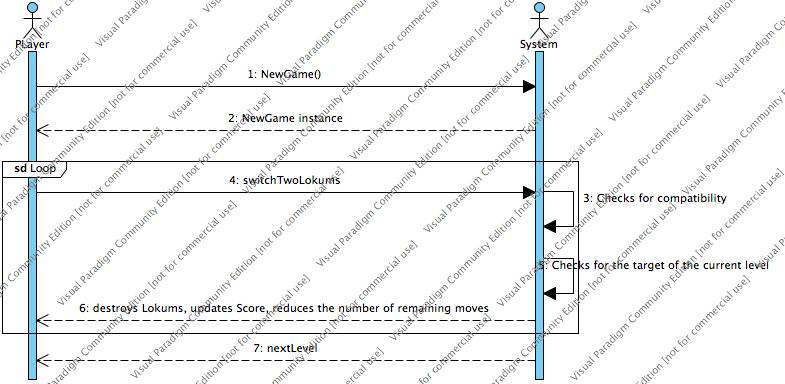 PLayer
System
1: NewGame()
2: NewGame instance
sd Loop
4: switchTwoLokums
3: Checks for compatibility
5: Checks for the target of the current level
6: destroys Lokums, updates Score, reduces the number of remaining moves
7: nextLevel
Visual Paradigm Community Edition [not for commercial use]